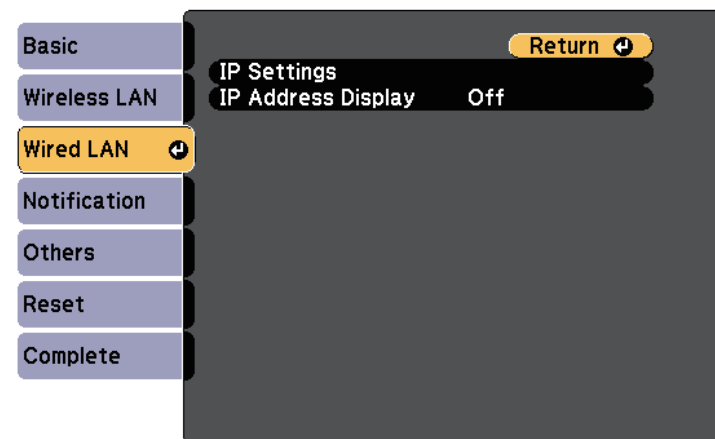 Basic
Wireless LAN
Wired LAN
Notification
Others
Reset
Complete
Return
IP Settings
IP Address Display Off